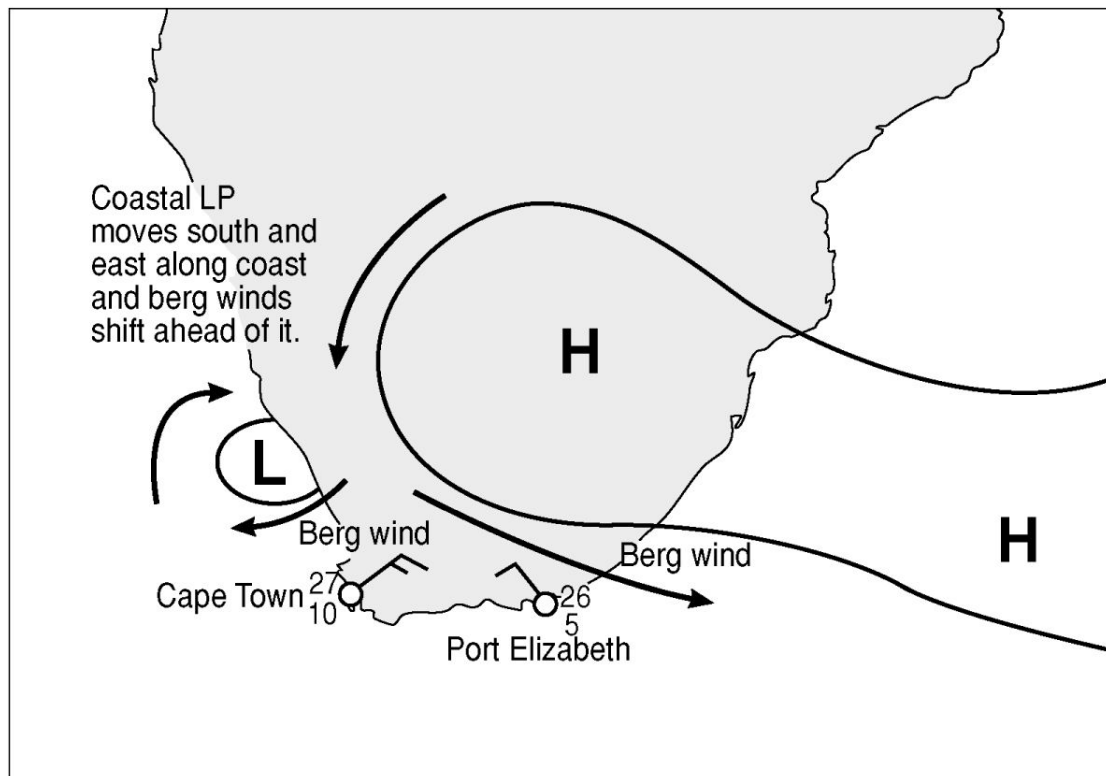 Coastal LP
moves south and
east along coast
and berg winds
shift ahead of it.
H
L
H
Berg wind
Berg wind
Cape Town
27
10
26
5
Port Elizabeth